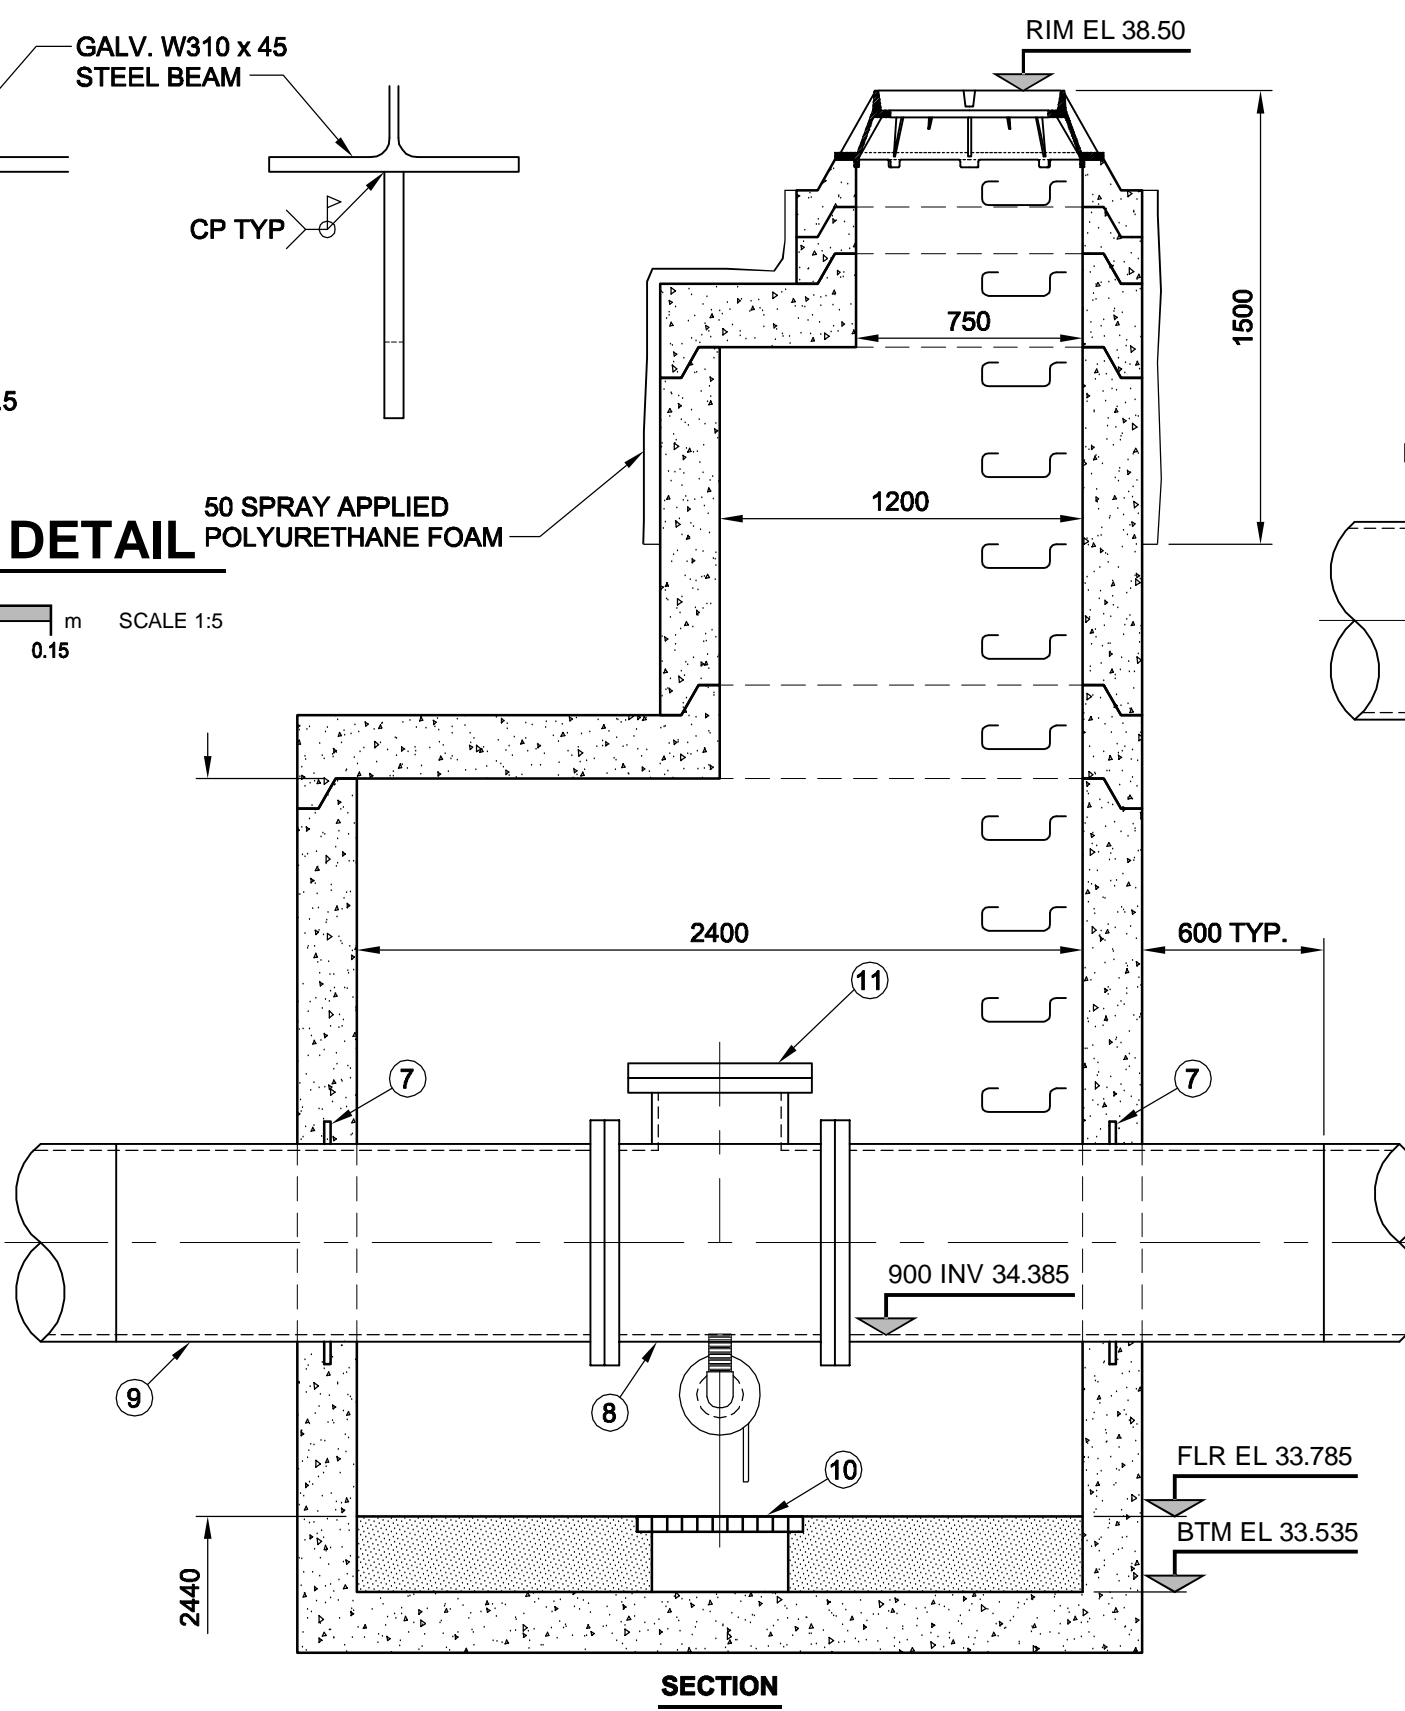 RIM EL 38.50
GALV. W310 x 45
STEEL BEAM
CP TYP
750
1500
50 SPRAY APPLIED
POLYURETHANE FOAM
1200
DETAIL
m
SCALE 1:5
0.15
2400
600 TYP.
11
7
7
900 INV 34.385
9
8
10
FLR EL 33.785
BTM EL 33.535
2440
SECTION